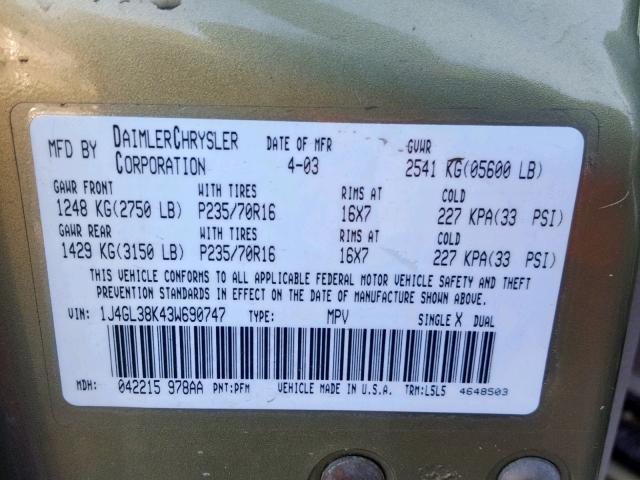 MFD BY DAIMLERCHRYSLER CORPORATION DATE OF MFR 4-03 GVWR 2541 KG(05600 LB)
GAWR FRONT WITH TIRES RIMS AT COLD
1248 KG(2750 LB) P235/70R16 16X7 227 KPA(33 PSI)
GAWR REAR WITH TIRES RIMS AT COLD
1429 KG(3150 LB) P235/70R16 16X7 227 KPA(33 PSI)
THIS VEHICLE CONFORMS TO ALL APPLICABLE FEDERAL MOTOR VEHICLE SAFETY AND THEFT
PREVENTION STANDARDS IN EFFECT ON THE DATE OF MANUFACTURE SHOWN ABOVE.
VIN: 1J4GL38K43W690747 TYPE: MPV SINGLE X DUAL
MDH: 042215 978AA PNT:PFM VEHICLE MADE IN U.S.A. TRM:L5L5 4648503